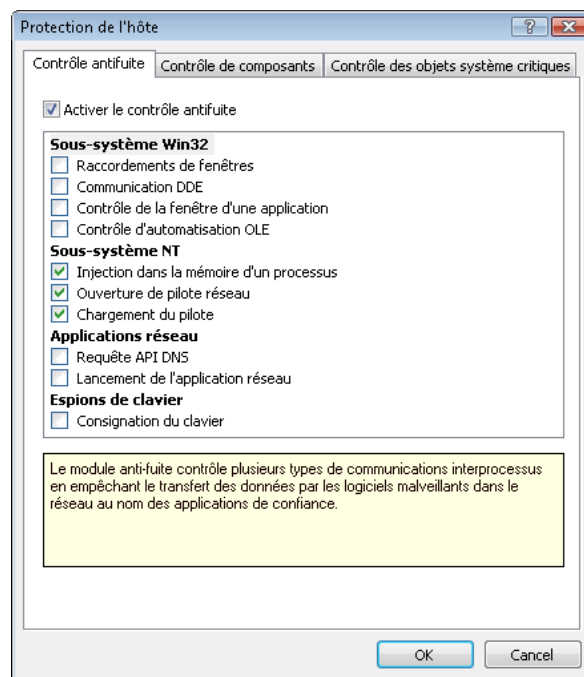 Protection de l'hôte
Contrôle antifuite
Contrôle de composants
Contrôle des objets système critiques
Activer le contrôle antifuite
Sous-système Win32
Raccordements de fenêtres
Communication DDE
Contrôle de la fenêtre d'une application
Contrôle d'automatisation OLE
Sous-système NT
Injection dans la mémoire d'un processus
Ouverture de pilote réseau
Chargement du pilote
Applications réseau
Requête API DNS
Lancement de l'application réseau
Espions de clavier
Consignation du clavier
Le module anti-fuite contrôle plusieurs types de communications interprocessus
en empêchant le transfert des données par les logiciels malveillants dans le
réseau au nom des applications de confiance.
OK
Cancel